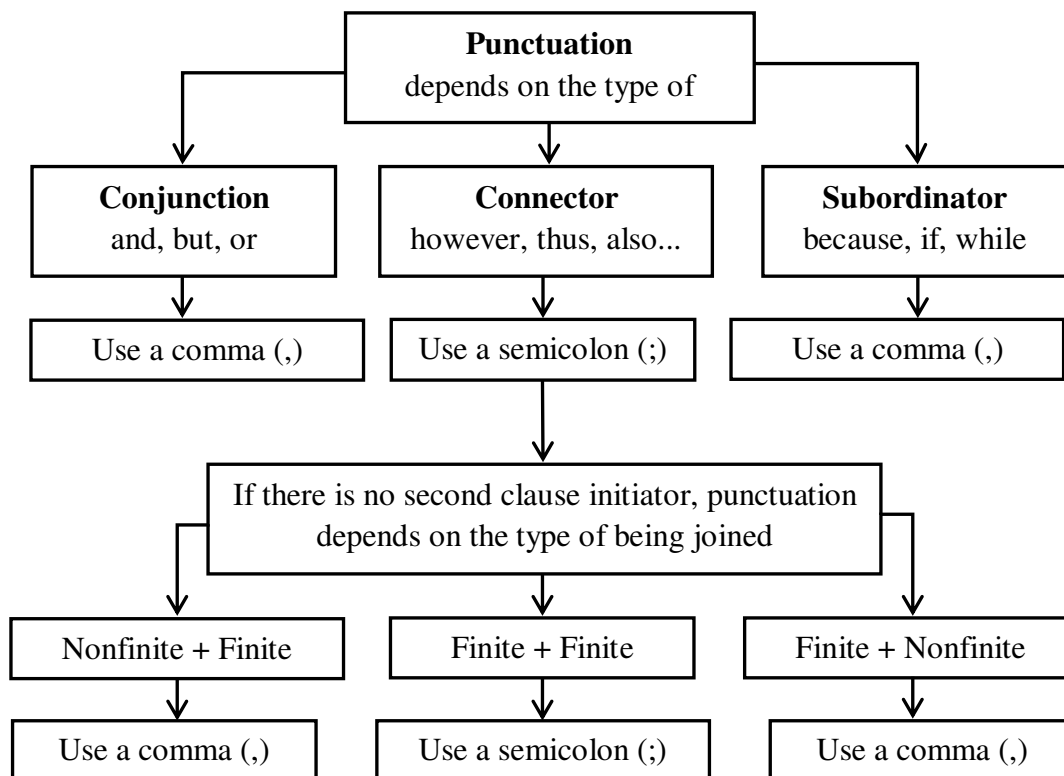 Punctuation
depends on the type of
Conjunction
and, but, or
Connector
however, thus, also...
Subordinator
because, if, while
Use a comma (,)
Use a semicolon (;)
Use a comma (,)
If there is no second clause initiator, punctuation
depends on the type of being joined
Nonfinite + Finite
Finite + Finite
Finite + Nonfinite
Use a comma (,)
Use a semicolon (;)
Use a comma (,)